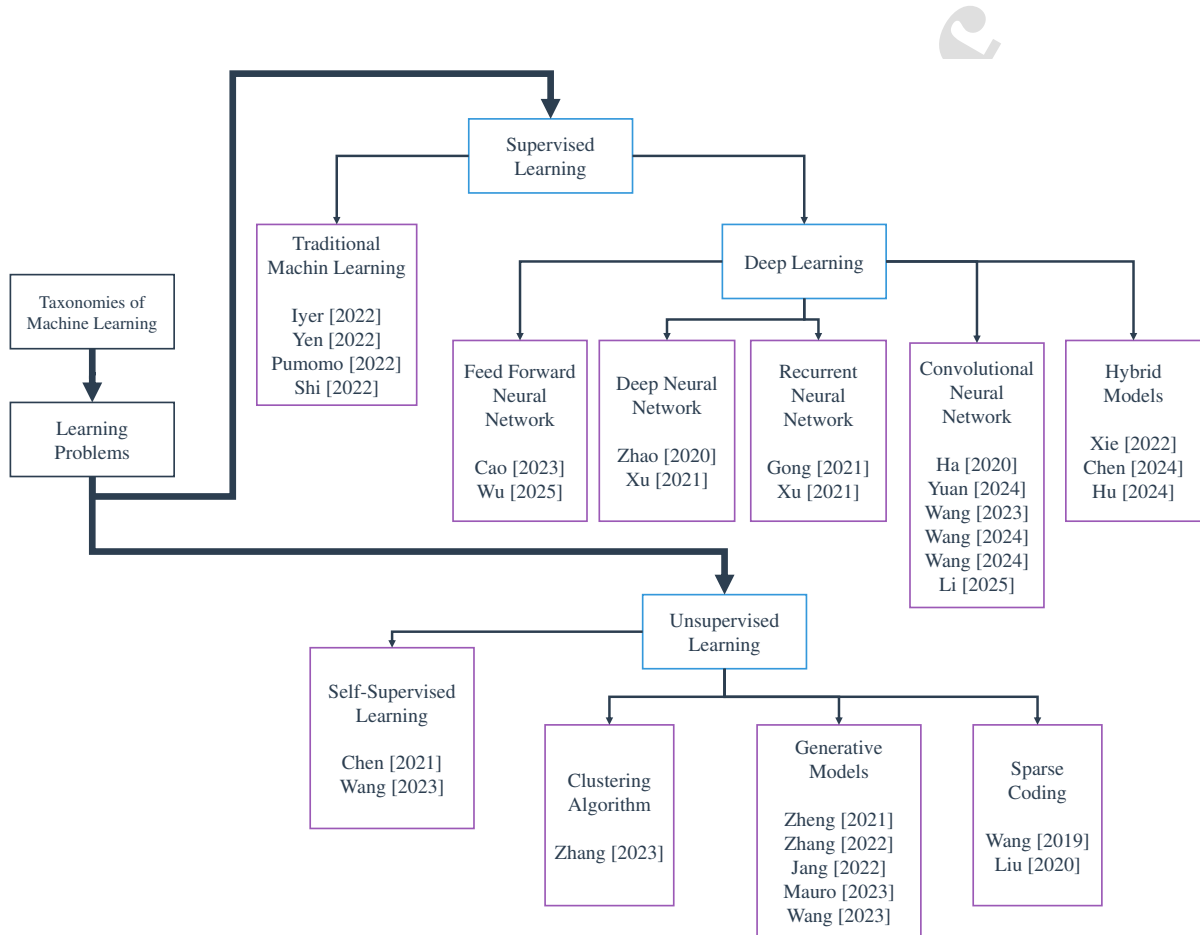 Supervised
Learning
Traditional
Machin Learning
Iyer [2022]
Yen [2022]
Pumomo [2022]
Shi [2022]
Deep Learning
Taxonomies of
Machine Learning
Learning
Problems
Feed Forward
Neural
Network
Cao [2023]
Wu [2025]
Deep Neural
Network
Zhao [2020]
Xu [2021]
Recurrent
Neural
Network
Gong [2021]
Xu [2021]
Convolutional
Neural
Network
Ha [2020]
Yuan [2024]
Wang [2023]
Wang [2024]
Wang [2024]
Li [2025]
Hybrid
Models
Xie [2022]
Chen [2024]
Hu [2024]
Unsupervised
Learning
Self-Supervised
Learning
Chen [2021]
Wang [2023]
Clustering
Algorithm
Zhang [2023]
Generative
Models
Zheng [2021]
Zhang [2022]
Jang [2022]
Mauro [2023]
Wang [2023]
Sparse
Coding
Wang [2019]
Liu [2020]